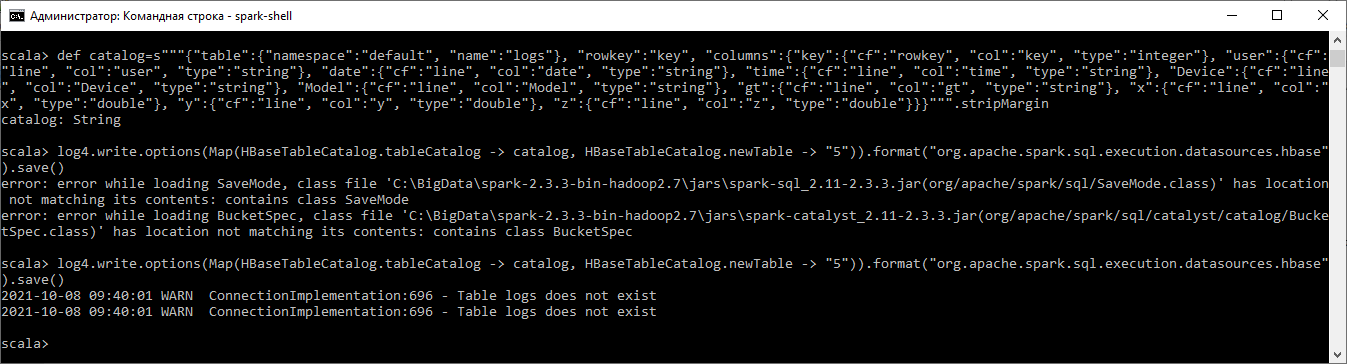 Администратор: Командная строка - spark-shell
scala> def catalog=s"""{"table":{"namespace":"default", "name":"logs"}, "rowkey":"key", "columns":{"key":{"cf":"rowkey", "col":"key", "type":"integer"}, "user":{"cf":
"line", "col":"user", "type":"string"}, "date":{"cf":"line", "col":"date", "type":"string"}, "time":{"cf":"line", "col":"time", "type":"string"}, "Device":{"cf":"line
", "col":"Device", "type":"string"}, "Model":{"cf":"line", "col":"Model", "type":"string"}, "gt":{"cf":"line", "col":"gt", "type":"string"}, "x":{"cf":"line", "col":"
x", "type":"double"}, "y":{"cf":"line", "col":"y", "type":"double"}, "z":{"cf":"line", "col":"z", "type":"double"}}}""".stripMargin
catalog: String
scala> log4.write.options(Map(HBaseTableCatalog.tableCatalog -> catalog, HBaseTableCatalog.newTable -> "5")).format("org.apache.spark.sql.execution.datasources.hbase"
).save()
error: error while loading SaveMode, class file 'C:\BigData\spark-2.3.3-bin-hadoop2.7\jars\spark-sql_2.11-2.3.3.jar(org/apache/spark/sql/SaveMode.class)' has location
not matching its contents: contains class SaveMode
error: error while loading BucketSpec, class file 'C:\BigData\spark-2.3.3-bin-hadoop2.7\jars\spark-catalyst_2.11-2.3.3.jar(org/apache/spark/sql/catalyst/catalog/Bucke
tSpec.class)' has location not matching its contents: contains class BucketSpec
scala> log4.write.options(Map(HBaseTableCatalog.tableCatalog -> catalog, HBaseTableCatalog.newTable -> "5")).format("org.apache.spark.sql.execution.datasources.hbase"
).save()
2021-10-08 09:40:01 WARN  ConnectionImplementation:696 - Table logs does not exist
2021-10-08 09:40:01 WARN  ConnectionImplementation:696 - Table logs does not exist
scala>